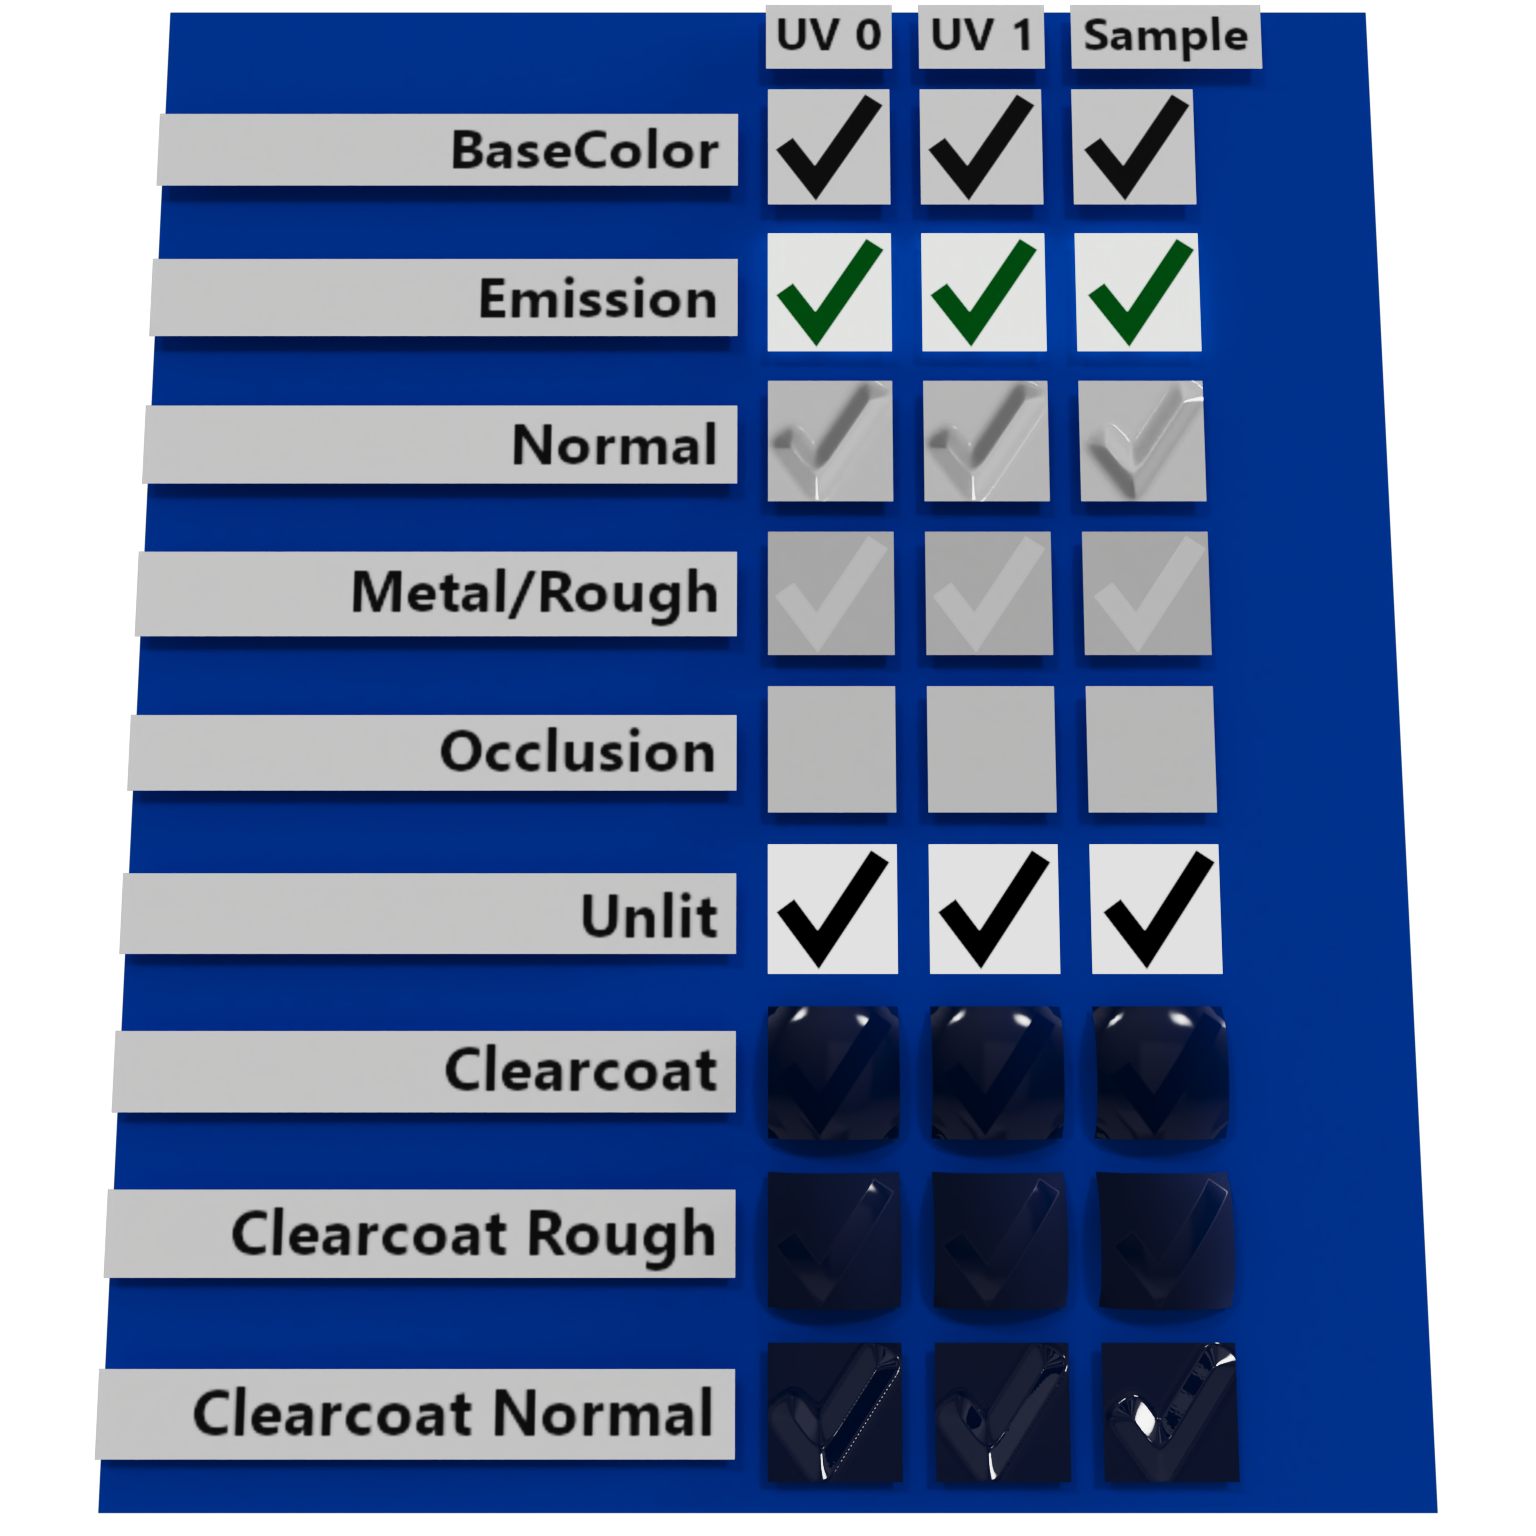 UV 0 UV 1 Sample
BaseColor
Emission
Normal
Metal/Rough
Occlusion
Unlit
Clearcoat
Clearcoat Rough
Clearcoat Normal